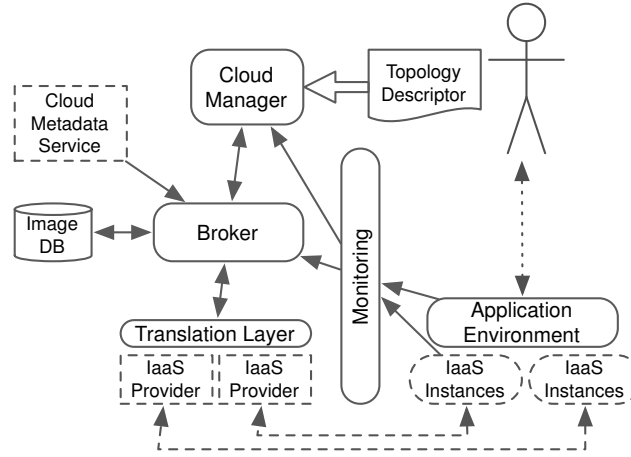 Cloud
Manager
Topology
Descriptor
Cloud
Metadata
Service
Image
DB
Broker
Monitoring
Translation Layer
IaaS
Provider
IaaS
Provider
Application
Environment
IaaS
Instances
IaaS
Instances